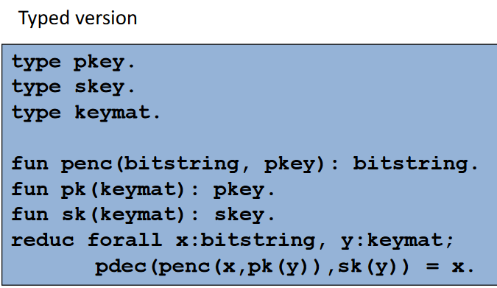 Typed version
type pkey.
type skey.
type keymat.
fun penc(bitstring, pkey): bitstring.
fun pk(keymat): pkey.
fun sk(keymat): skey.
reduc forall x:bitstring, y:keymat;
pdec(penc(x,pk(y)),sk(y)) = x.